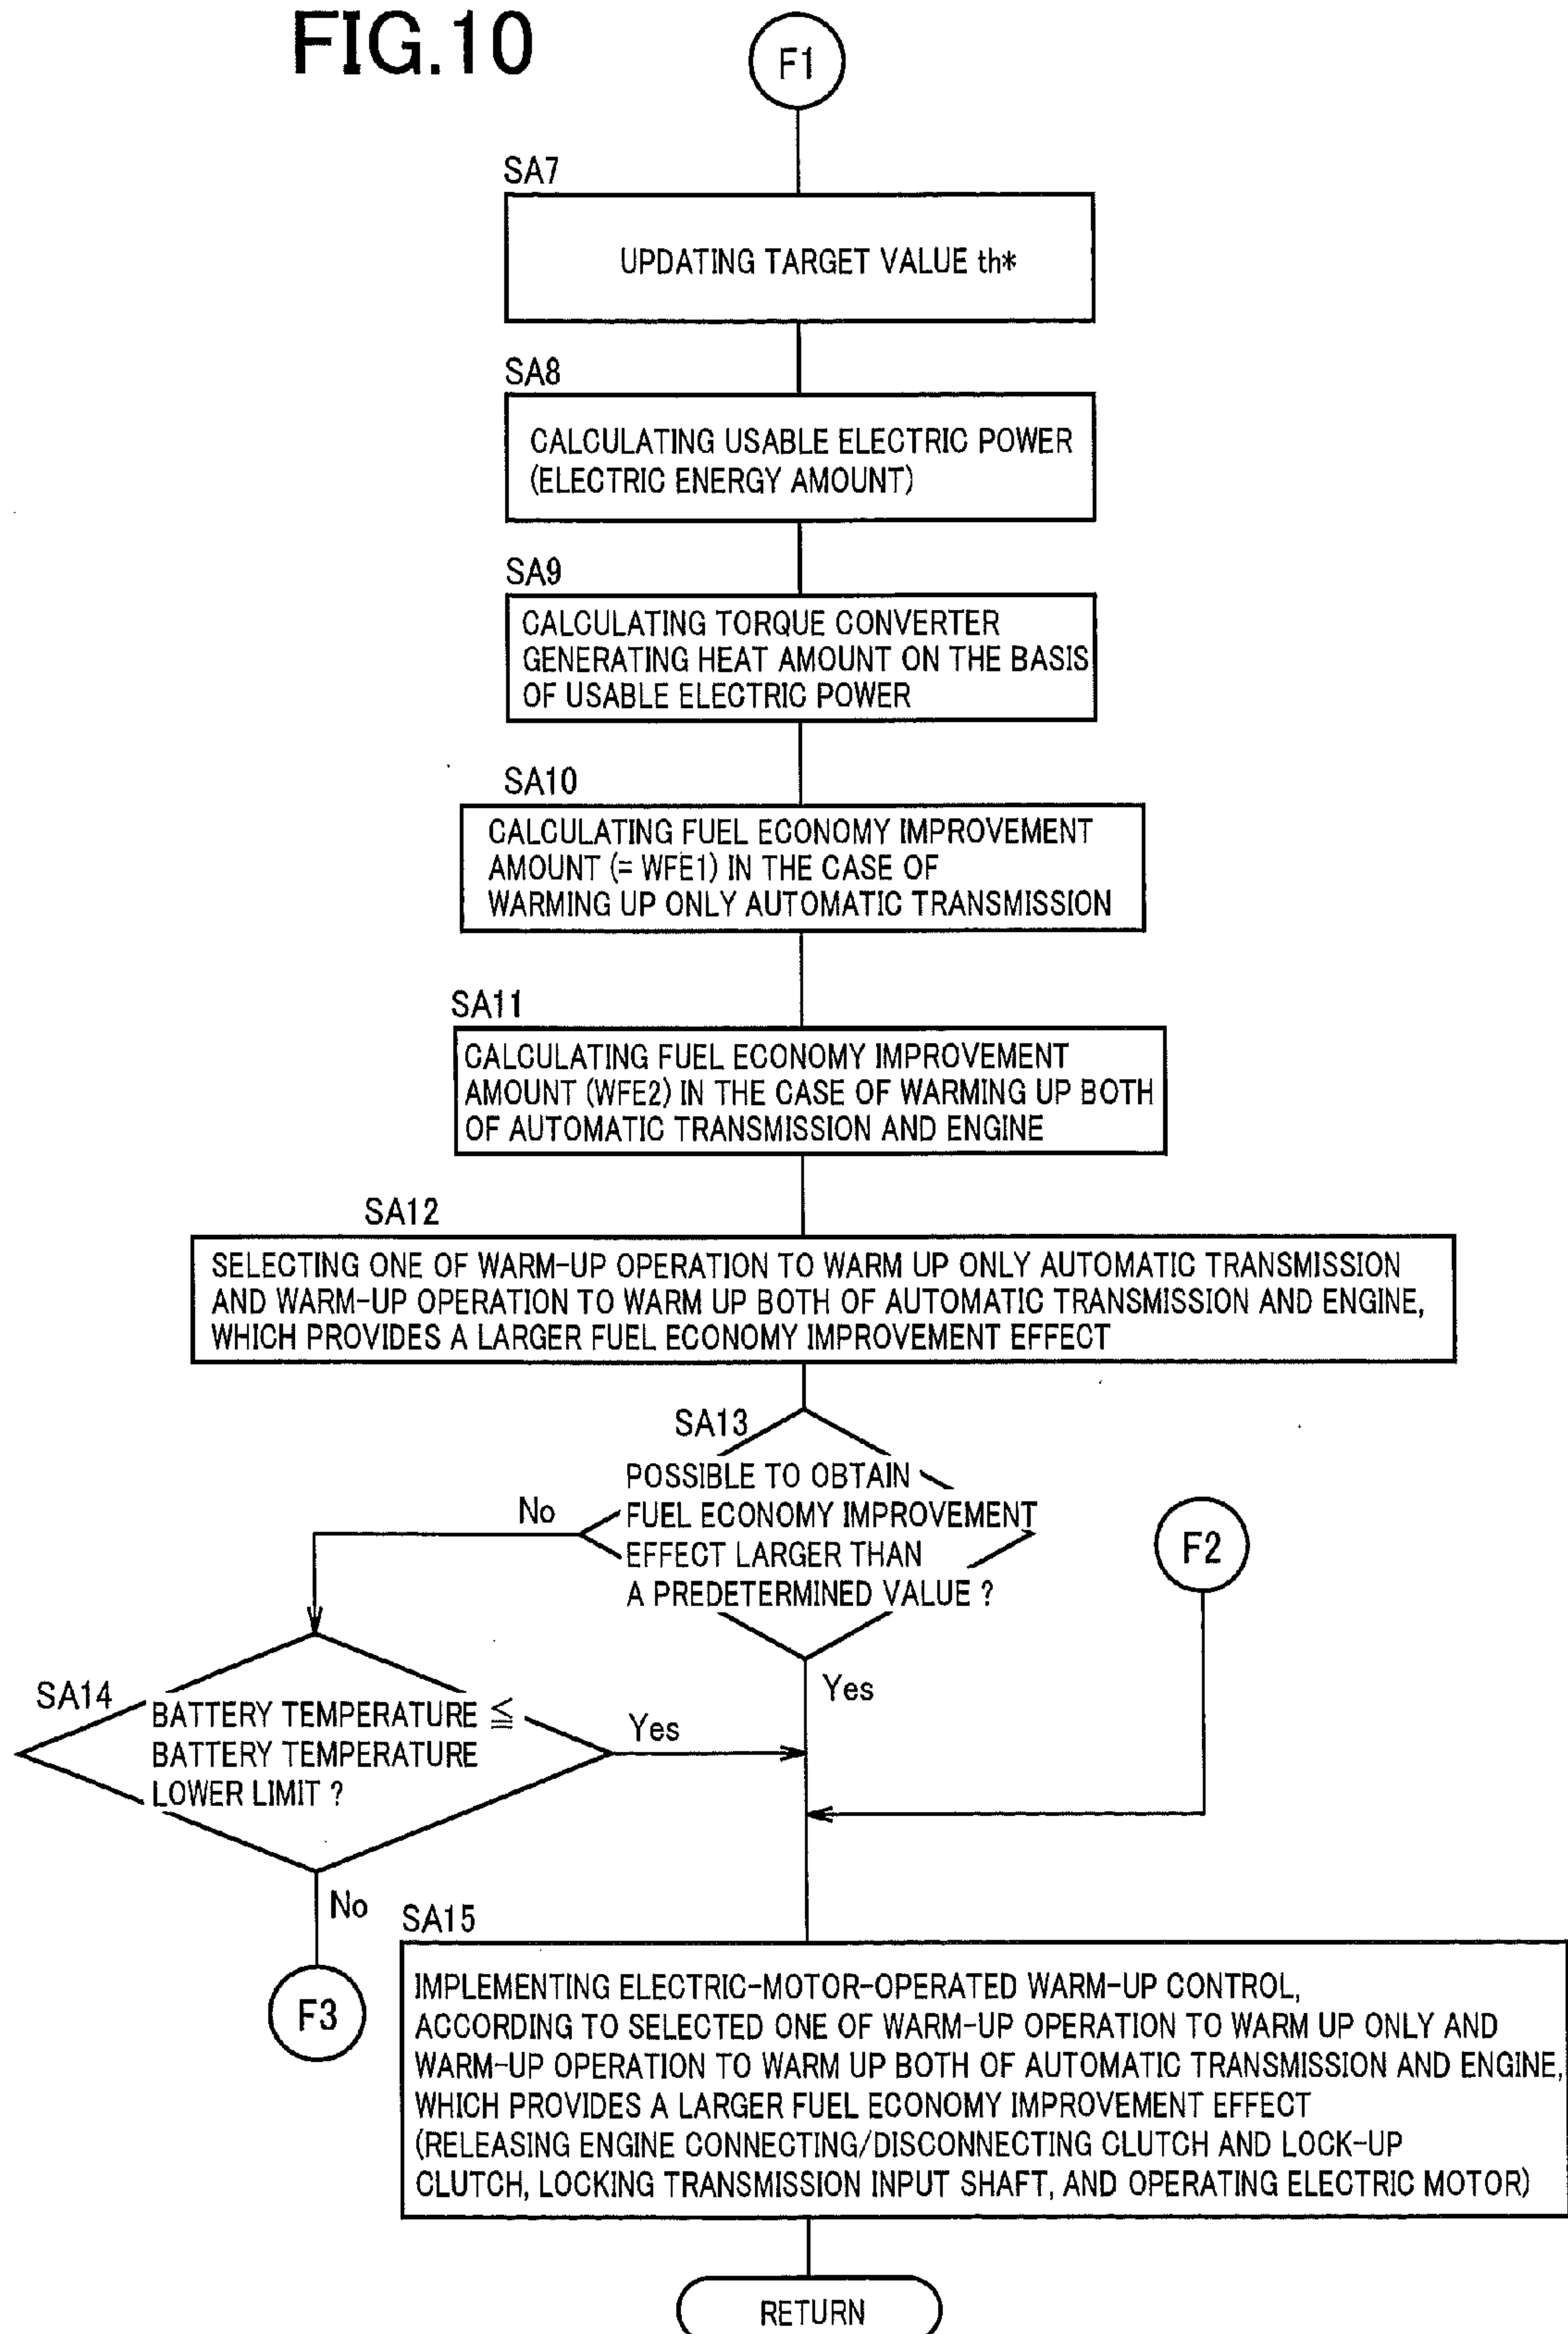 FIG.10
F1
SA7
UPDATING TARGET VALUE th*
SA8
CALCULATING USABLE ELECTRIC POWER
(ELECTRIC ENERGY AMOUNT)
SA9
CALCULATING TORQUE CONVERTER
GENERATING HEAT AMOUNT ON THE BASIS
OF USABLE ELECTRIC POWER
SA10
CALCULATING FUEL ECONOMY IMPROVEMENT
AMOUNT (= WFE1) IN THE CASE OF
WARMING UP ONLY AUTOMATIC TRANSMISSION
SA11
CALCULATING FUEL ECONOMY IMPROVEMENT
AMOUNT (WFE2) IN THE CASE OF WARMING UP BOTH
OF AUTOMATIC TRANSMISSION AND ENGINE
SA12
SELECTING ONE OF WARM-UP OPERATION TO WARM UP ONLY AUTOMATIC TRANSMISSION
AND WARM-UP OPERATION TO WARM UP BOTH OF AUTOMATIC TRANSMISSION AND ENGINE,
WHICH PROVIDES A LARGER FUEL ECONOMY IMPROVEMENT EFFECT
SA13
POSSIBLE TO OBTAIN
FUEL ECONOMY IMPROVEMENT
EFFECT LARGER THAN
A PREDETERMINED VALUE ?
No
F2
Yes
SA14
BATTERY TEMPERATURE ≦
BATTERY TEMPERATURE
LOWER LIMIT ?
Yes
No
F3
SA15
IMPLEMENTING ELECTRIC-MOTOR-OPERATED WARM-UP CONTROL,
ACCORDING TO SELECTED ONE OF WARM-UP OPERATION TO WARM UP ONLY AND
WARM-UP OPERATION TO WARM UP BOTH OF AUTOMATIC TRANSMISSION AND ENGINE,
WHICH PROVIDES A LARGER FUEL ECONOMY IMPROVEMENT EFFECT
(RELEASING ENGINE CONNECTING/DISCONNECTING CLUTCH AND LOCK-UP
CLUTCH, LOCKING TRANSMISSION INPUT SHAFT, AND OPERATING ELECTRIC MOTOR)
RETURN